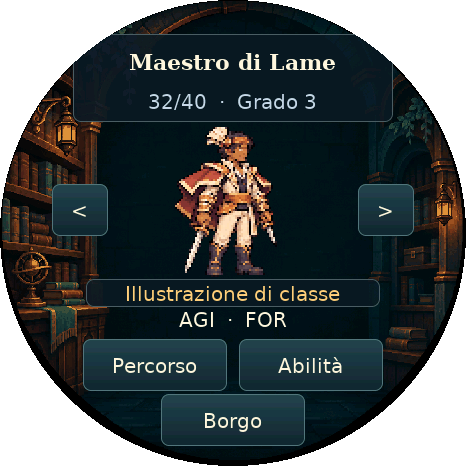 Maestro di Lame
32/40 · Grado 3
< >
Illustrazione di classe
AGI · FOR
Percorso Abilità
Borgo